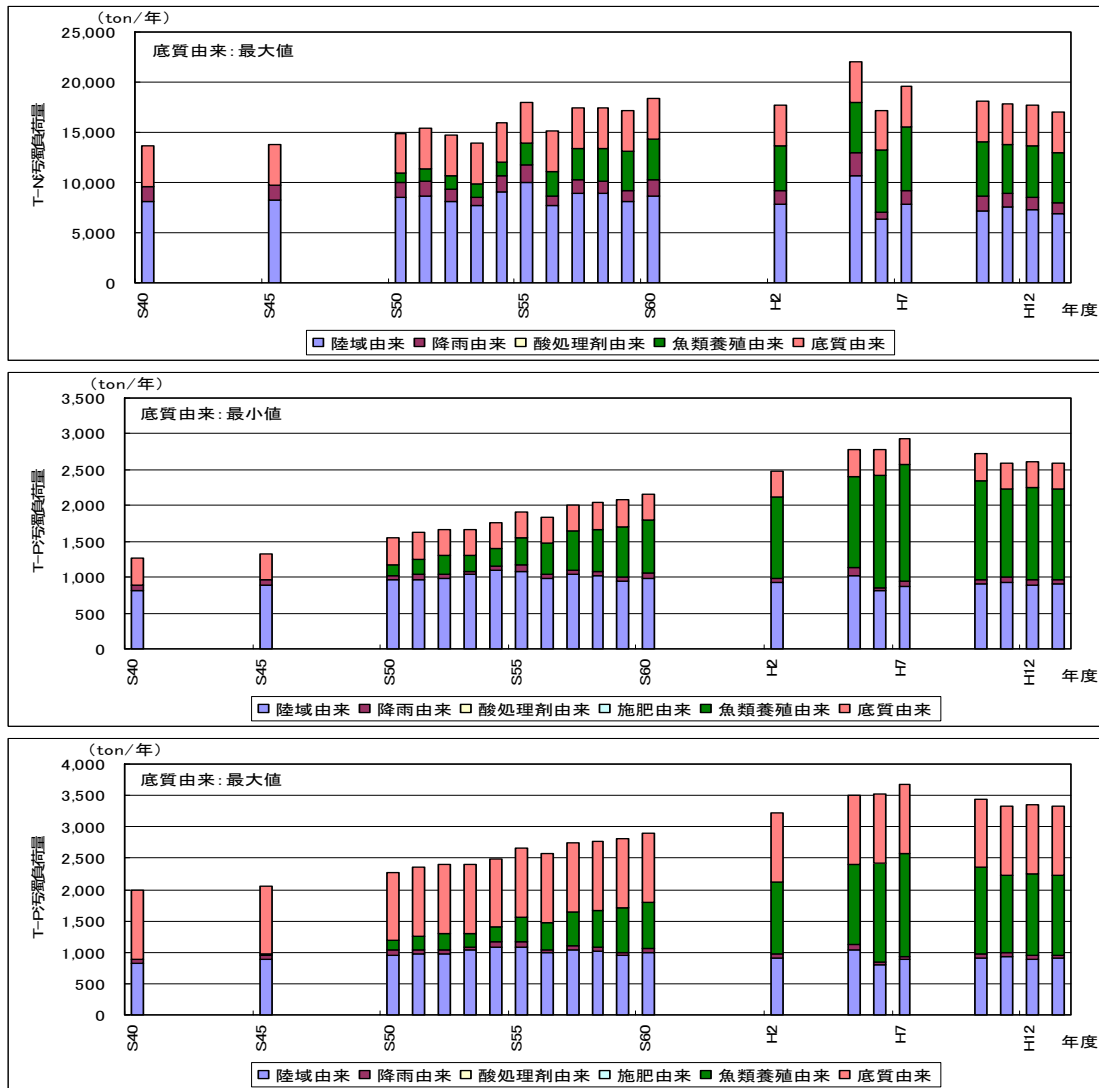 (ton/年)
底質由来:最大値
T-N汚濁負荷量
25,000
20,000
15,000
10,000
5,000
0
S40
S45
S50
S55
S60
H2
H7
H12
年度
陸域由来 降雨由来 酸処理剤由来 魚類養殖由来 底質由来
(ton/年)
底質由来:最小値
T-P汚濁負荷量
3,500
3,000
2,500
2,000
1,500
1,000
500
0
S40
S45
S50
S55
S60
H2
H7
H12
年度
陸域由来 降雨由来 酸処理剤由来 施肥由来 魚類養殖由来 底質由来
(ton/年)
底質由来:最大値
T-P汚濁負荷量
4,000
3,500
3,000
2,500
2,000
1,500
1,000
500
0
S40
S45
S50
S55
S60
H2
H7
H12
年度
陸域由来 降雨由来 酸処理剤由来 施肥由来 魚類養殖由来 底質由来